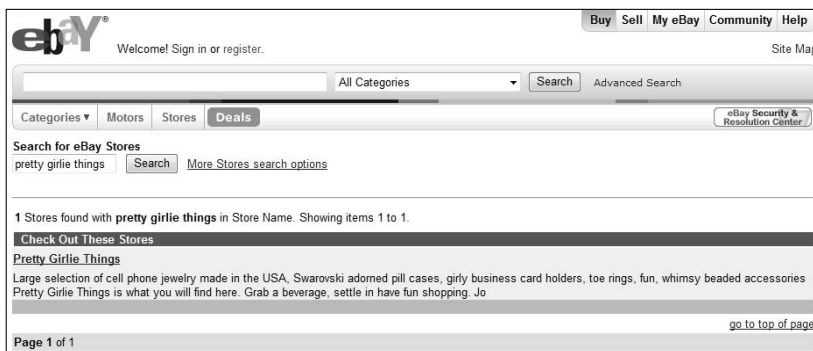 Buy Sell My eBay Community Help
ebaY®
Welcome! Sign in or register.
Site Map
All Categories Search Advanced Search
Categories▼ Motors Stores Deals
eBay Security &
Resolution Center
Search for eBay Stores
pretty girlie things Search More Stores search options
1 Stores found with pretty girlie things in Store Name. Showing items 1 to 1.
Check Out These Stores
Pretty Girlie Things
Large selection of cell phone jewelry made in the USA, Swarovski adorned pill cases, girly business card holders, toe rings, fun, whimsy beaded accessories
Pretty Girlie Things is what you will find here. Grab a beverage, settle in have fun shopping. Jo
go to top of page
Page 1 of 1